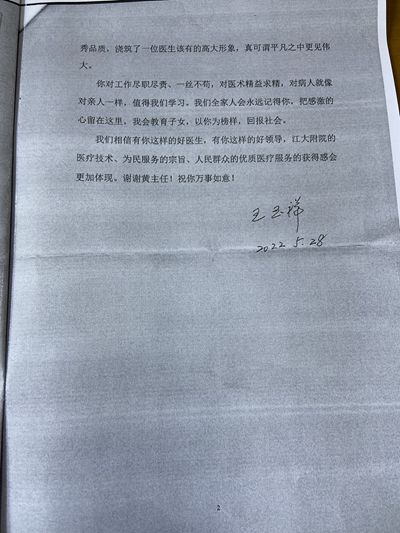 秀品质，浇筑了一位医生该有的高大形象，真可谓平凡之中更见伟
大。
你对工作尽职尽责、一丝不苟，对医术精益求精，对病人就像
对亲人一样，值得我们学习。我们全家人会永远记得你，把感激的
心留在这里，我会教育子女，以你为榜样，回报社会。
我们相信有你这样的好医生，有你这样的好领导，江大附院的
医疗技术、为民服务的宗旨、人民群众的优质医疗服务的获得感会
更加体现。谢谢黄主任！祝你万事如意！
王玉祥
2022.5.28
2